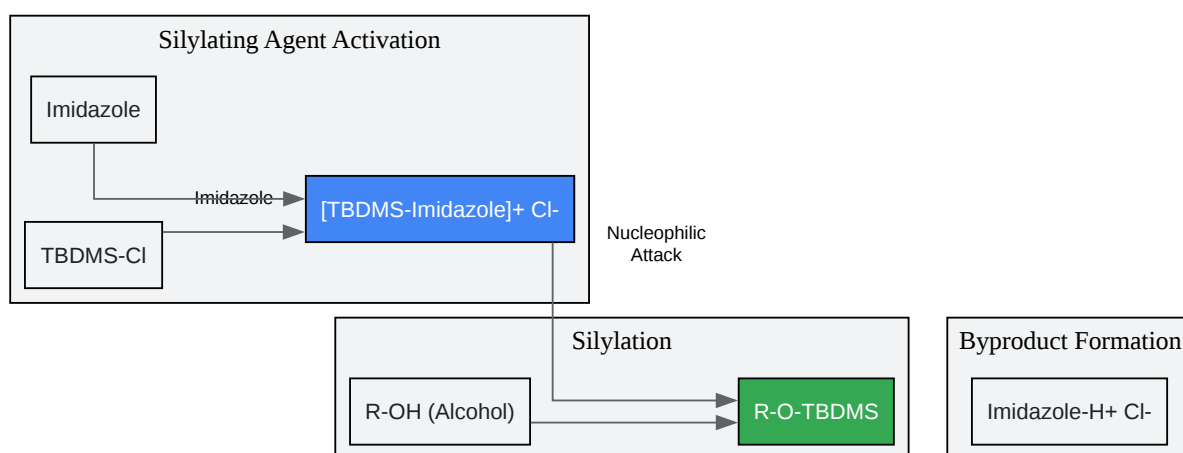 Silylating Agent Activation
Imidazole
Imidazole
[TBDMS-Imidazole]+ Cl-
TBDMS-Cl
Nucleophilic
Attack
Silylation
R-OH (Alcohol)
R-O-TBDMS
Byproduct Formation
Imidazole-H+ Cl-